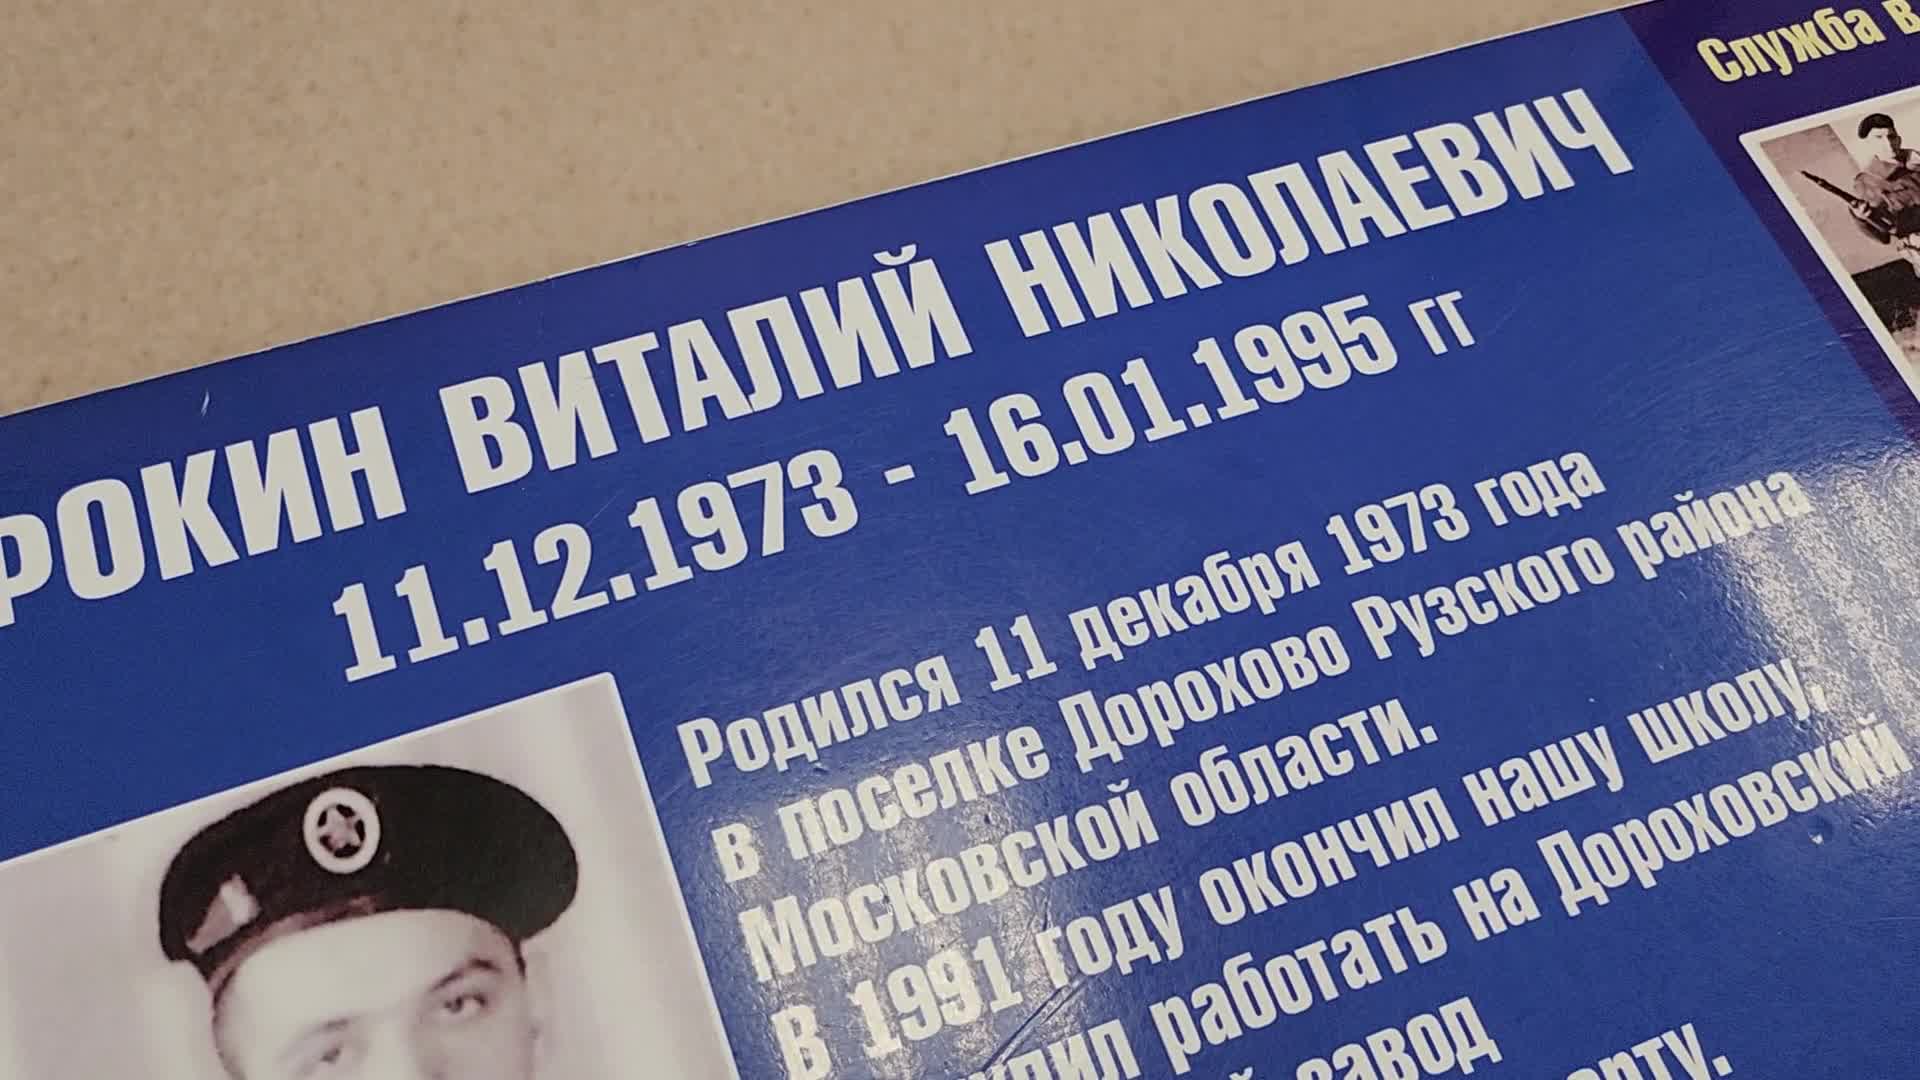 ВИТАЛИЙ НИКОЛАЕВИЧ
11.12.1973 - 16.01.1995 гг
Родился 11 декабря 1973 года
в поселке Дорохово Рузского района
Московской области.
В 1991 году окончил нашу школу,
работать на Дороховский
завод
Служба в